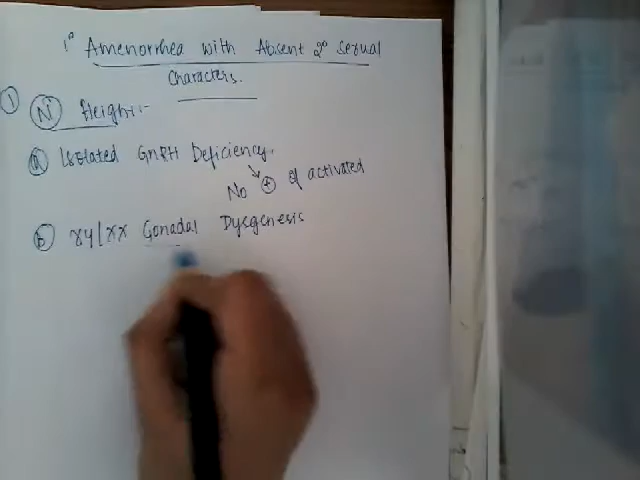 1° Amenorrhea with Absent 2° Sexual
Characters.
① Ⓝ Height:-
ⓐ Isolated GnRH Deficiency.
No ⊕ of activated
ⓑ XY/XX Gonadal Dysgenesis